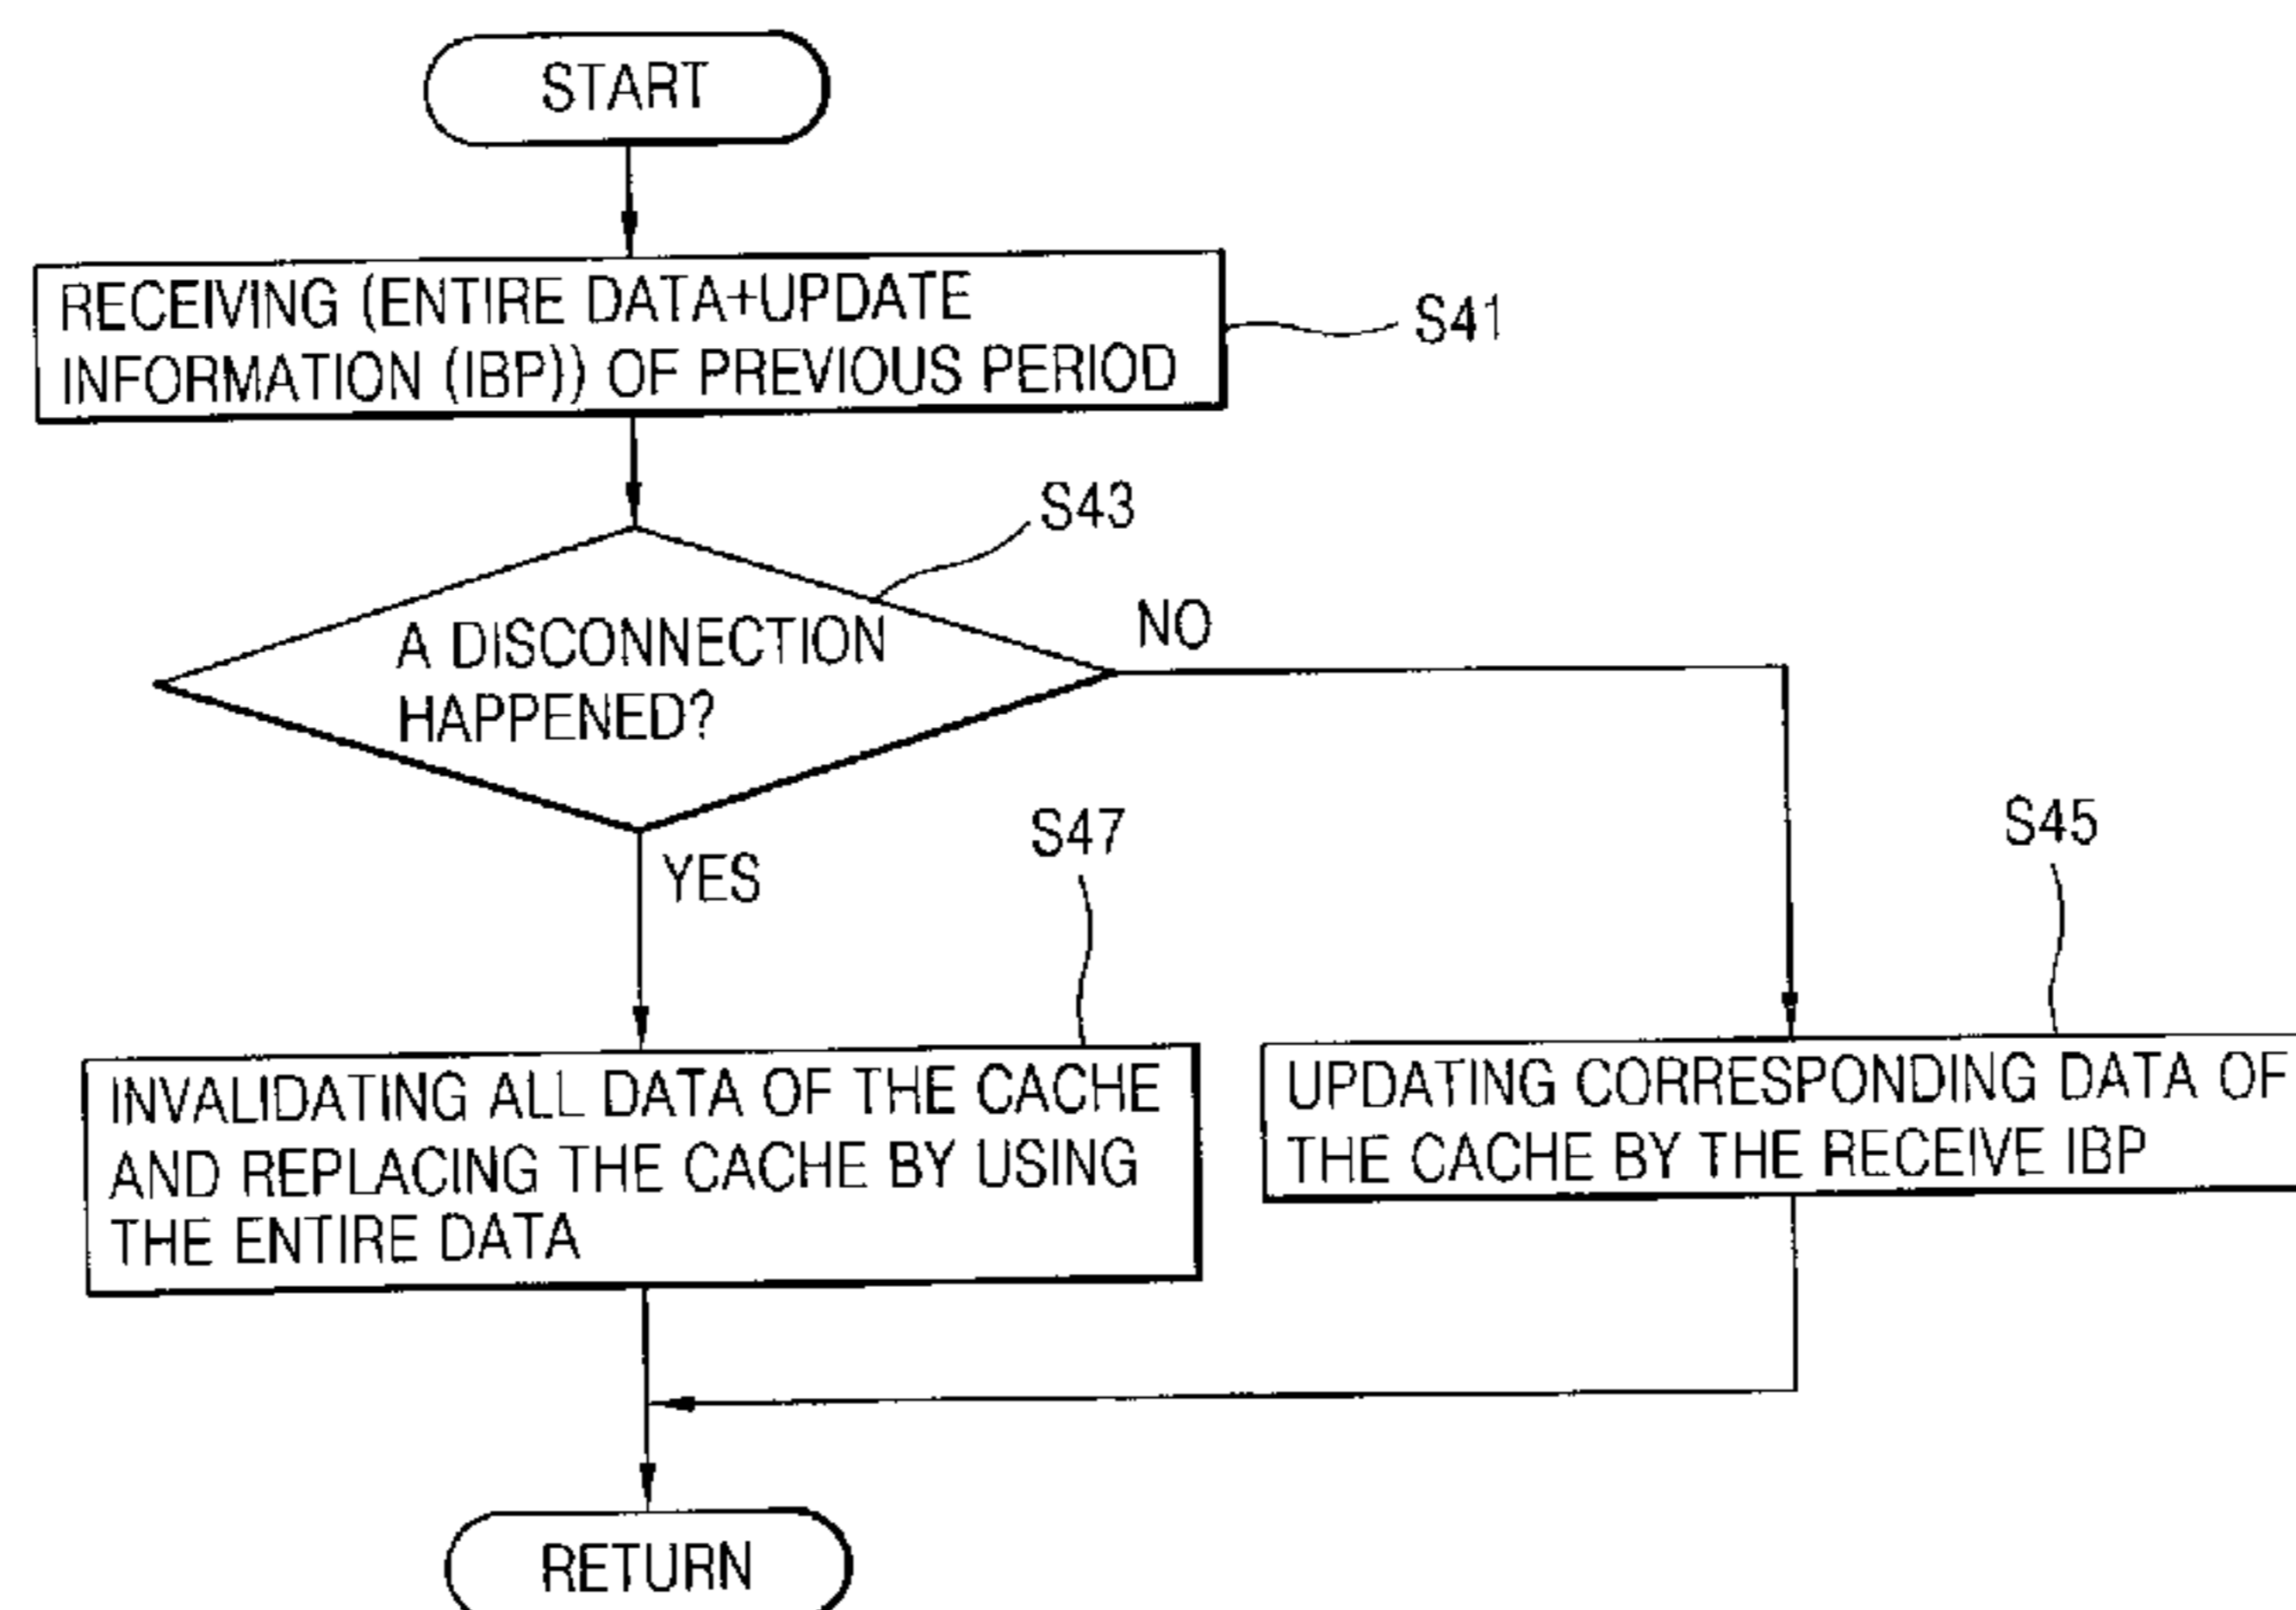 START
RECEIVING (ENTIRE DATA+UPDATE
INFORMATION (IBP)) OF PREVIOUS PERIOD
S41
S43
A DISCONNECTION
HAPPENED?
NO
YES
S47
S45
INVALIDATING ALL DATA OF THE CACHE
AND REPLACING THE CACHE BY USING
THE ENTIRE DATA
UPDATING CORRESPONDING DATA OF
THE CACHE BY THE RECEIVE IBP
RETURN